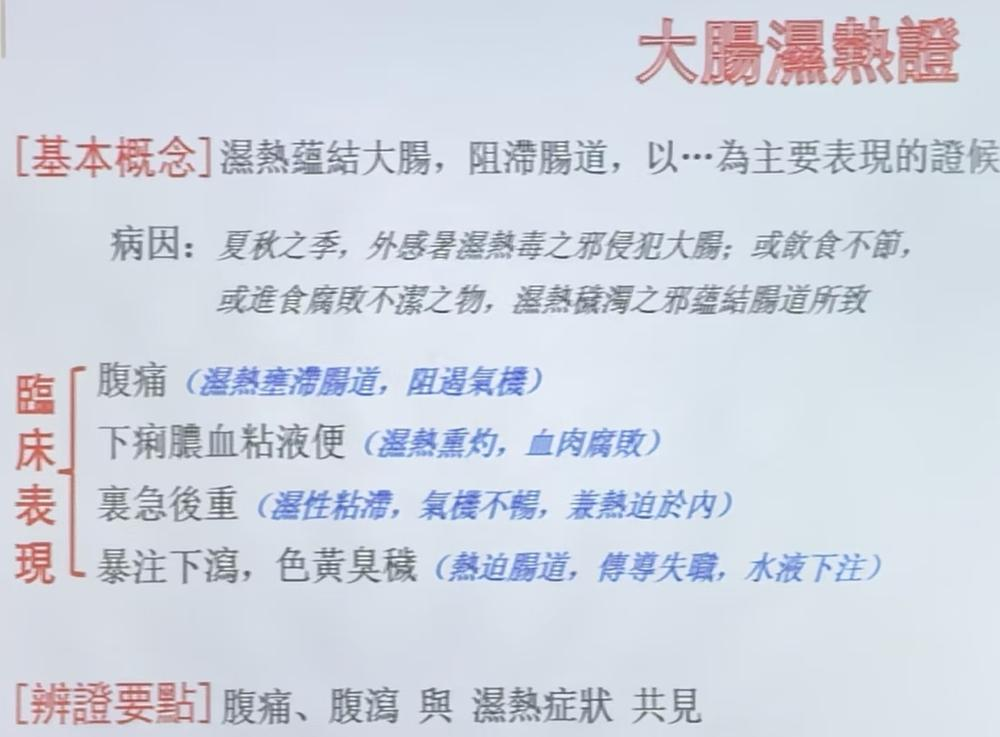 大腸濕熱證
[基本概念]濕熱蘊結大腸，阻滯腸道，以…為主要表現的證候
病因：夏秋之季，外感暑濕熱毒之邪侵犯大腸；或飲食不節，
或進食腐敗不潔之物，濕熱穢濁之邪蘊結腸道所致
臨床表現
腹痛（濕熱壅滯腸道，阻遏氣機）
下痢膿血粘液便（濕熱熏灼，血肉腐敗）
裏急後重（濕性粘滯，氣機不暢，兼熱迫於內）
暴注下瀉，色黃臭穢（熱迫腸道，傳導失職，水液下注）
[辨證要點]腹痛、腹瀉 與 濕熱症狀 共見